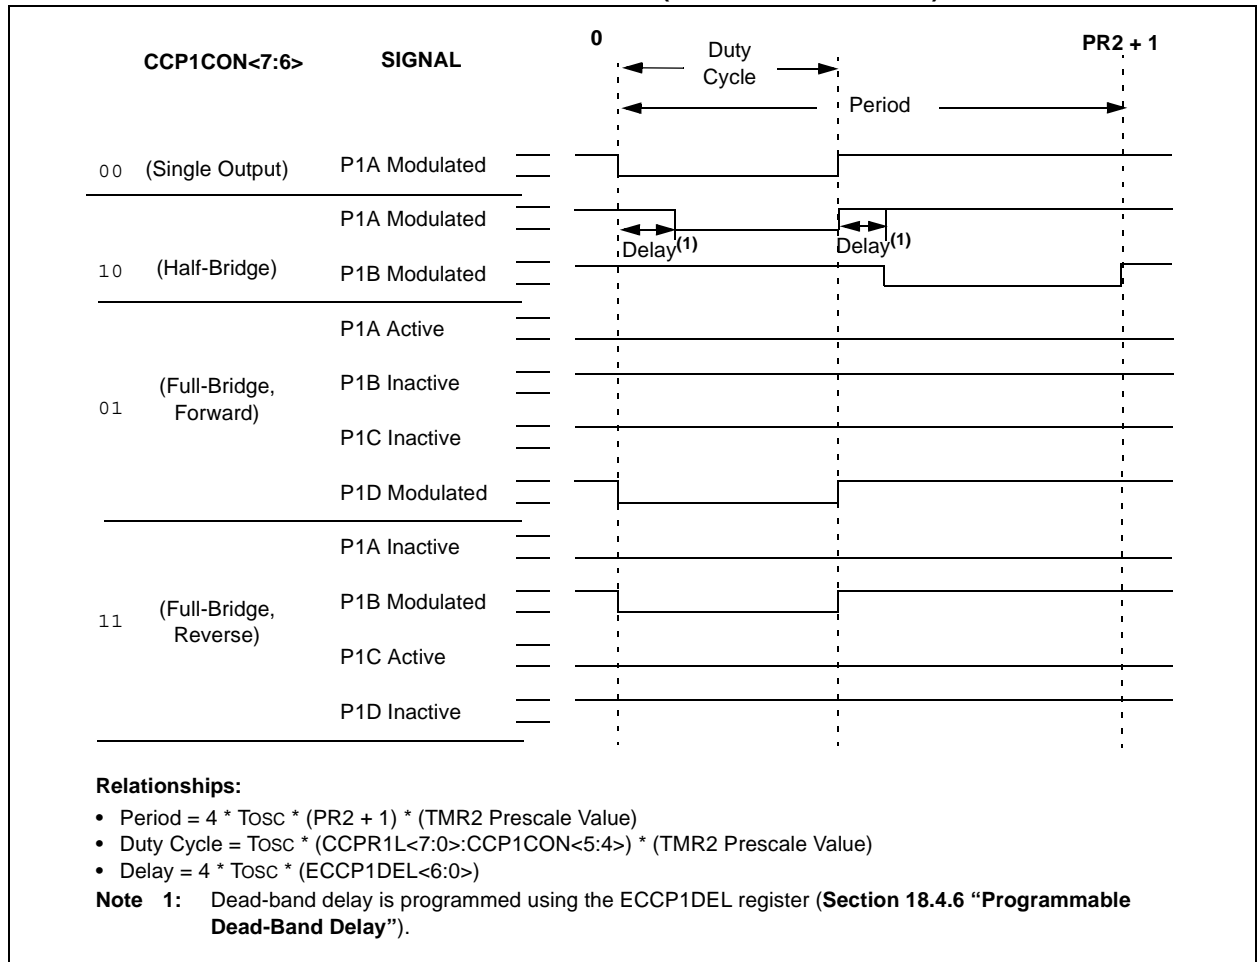 0
Duty
Cycle
PR2 + 1
CCP1CON<7:6>
SIGNAL
Period
00 (Single Output) P1A Modulated
P1A Modulated
Delay(1)
Delay(1)
10 (Half-Bridge) P1B Modulated
P1A Active
P1B Inactive
01 (Full-Bridge,
Forward)
P1C Inactive
P1D Modulated
P1A Inactive
P1B Modulated
11 (Full-Bridge,
Reverse)
P1C Active
P1D Inactive
Relationships:
• Period = 4 * TOSC * (PR2 + 1) * (TMR2 Prescale Value)
• Duty Cycle = TOSC * (CCPR1L<7:0>:CCP1CON<5:4>) * (TMR2 Prescale Value)
• Delay = 4 * TOSC * (ECCP1DEL<6:0>)
Note 1: Dead-band delay is programmed using the ECCP1DEL register (Section 18.4.6 “Programmable
Dead-Band Delay”).